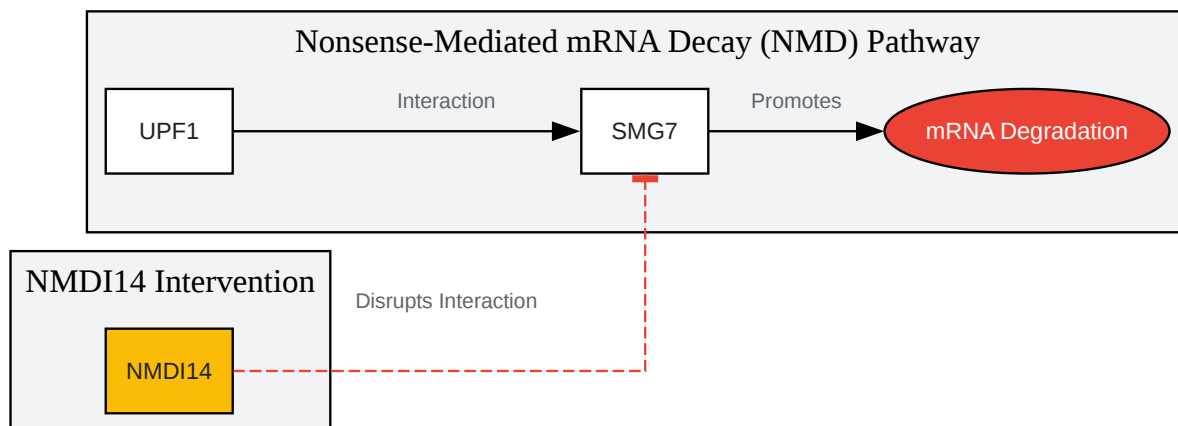 Nonsense-Mediated mRNA Decay (NMD) Pathway
Interaction
Promotes
UPF1
SMG7
mRNA Degradation
NMDI14 Intervention
Disrupts Interaction
NMDI14